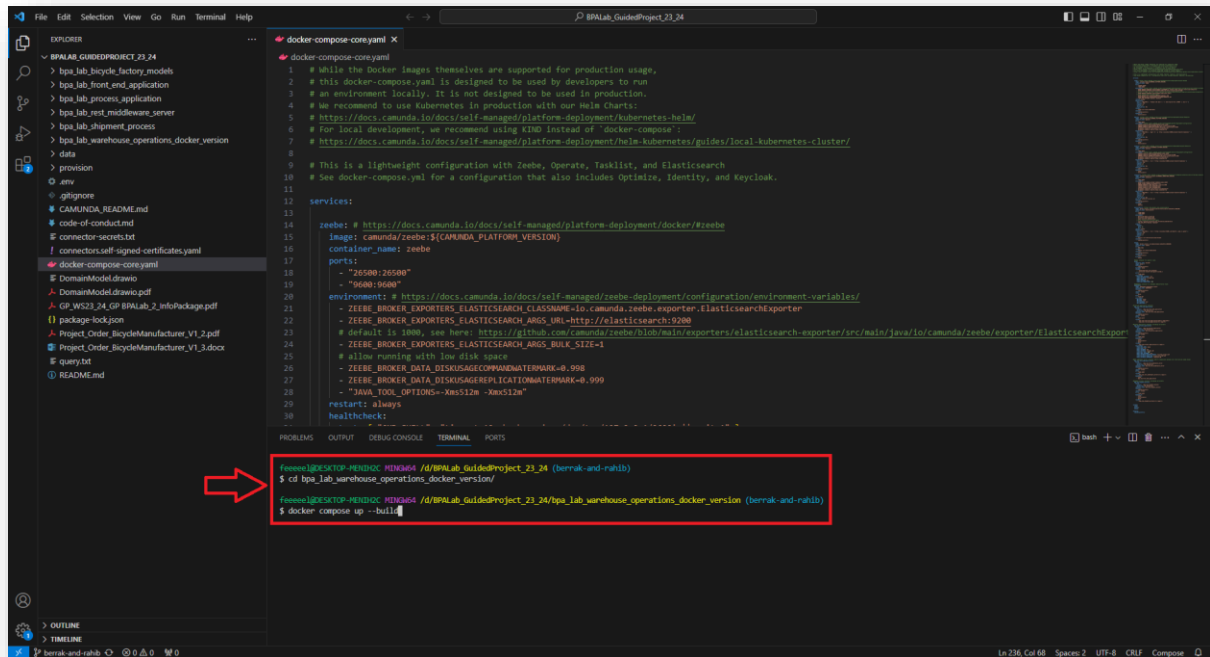 File Edit Selection View Go Run Terminal Help
BPALab_GuidedProject_23_24
EXPLORER
BPALAB_GUIDEDPROJECT_23_24
bpa_lab_bicycle_factory_models
bpa_lab_front_end_application
bpa_lab_process_application
bpa_lab_rest_middleware_server
bpa_lab_shipment_process
bpa_lab_warehouse_operations_docker_version
data
provision
.env
.gitignore
CAMUNDA_README.md
code-of-conduct.md
connector-secrets.txt
connectors.self-signed-certificates.yaml
docker-compose-core.yaml
DomainModel.drawio
DomainModel.drawio.pdf
GP_WS23_24_GP BPALab_2_InfoPackage.pdf
package-lock.json
Project_Order_BicycleManufacturer_V1_2.pdf
Project_Order_BicycleManufacturer_V1_3.docx
query.txt
README.md
OUTLINE
TIMELINE
docker-compose-core.yaml
docker-compose-core.yaml
1 # While the Docker images themselves are supported for production usage,
2 # this docker-compose.yaml is designed to be used by developers to run
3 # an environment locally. It is not designed to be used in production.
4 # We recommend to use Kubernetes in production with our Helm Charts:
5 # https://docs.camunda.io/docs/self-managed/platform-deployment/kubernetes-helm/
6 # For local development, we recommend using KIND instead of `docker-compose`:
7 # https://docs.camunda.io/docs/self-managed/platform-deployment/helm-kubernetes/guides/local-kubernetes-cluster/
8
9 # This is a lightweight configuration with Zeebe, Operate, Tasklist, and Elasticsearch
10 # See docker-compose.yml for a configuration that also includes Optimize, Identity, and Keycloak.
11
12 services:
13
14 zeebe: # https://docs.camunda.io/docs/self-managed/platform-deployment/docker/#zeebe
15 image: camunda/zeebe:${CAMUNDA_PLATFORM_VERSION}
16 container_name: zeebe
17 ports:
18 - "26500:26500"
19 - "9600:9600"
20 environment: # https://docs.camunda.io/docs/self-managed/zeebe-deployment/configuration/environment-variables/
21 - ZEEBE_BROKER_EXPORTERS_ELASTICSEARCH_CLASSNAME=io.camunda.zeebe.exporter.ElasticsearchExporter
22 - ZEEBE_BROKER_EXPORTERS_ELASTICSEARCH_ARGS_URL=http://elasticsearch:9200
23 # default is 1000, see here: https://github.com/camunda/zeebe/blob/main/exporters/elasticsearch-exporter/src/main/java/io/camunda/zeebe/exporter/ElasticsearchExpor
24 - ZEEBE_BROKER_EXPORTERS_ELASTICSEARCH_ARGS_BULK_SIZE=1
25 # allow running with low disk space
26 - ZEEBE_BROKER_DATA_DISKUSAGECOMMANDWATERMARK=0.998
27 - ZEEBE_BROKER_DATA_DISKUSAGEREPLICATIONWATERMARK=0.999
28 - "JAVA_TOOL_OPTIONS=-Xms512m -Xmx512m"
29 restart: always
30 healthcheck:
PROBLEMS OUTPUT DEBUG CONSOLE TERMINAL PORTS
bash
feeeeel@DESKTOP-MENIH2C MINGW64 /d/BPALab_GuidedProject_23_24 (berrak-and-rahib)
$ cd bpa_lab_warehouse_operations_docker_version/
feeeeel@DESKTOP-MENIH2C MINGW64 /d/BPALab_GuidedProject_23_24/bpa_lab_warehouse_operations_docker_version (berrak-and-rahib)
$ docker compose up --build
berrak-and-rahib 0 0 0 Ln 236, Col 68 Spaces: 2 UTF-8 CRLF Compose